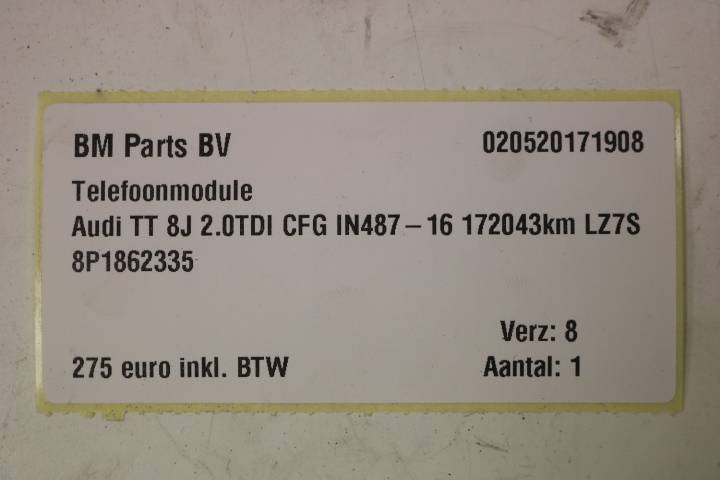 BM Parts BV 020520171908
Telefoonmodule
Audi TT 8J 2.0TDI CFG IN487 – 16 172043km LZ7S
8P1862335
Verz: 8
275 euro inkl. BTW Aantal: 1